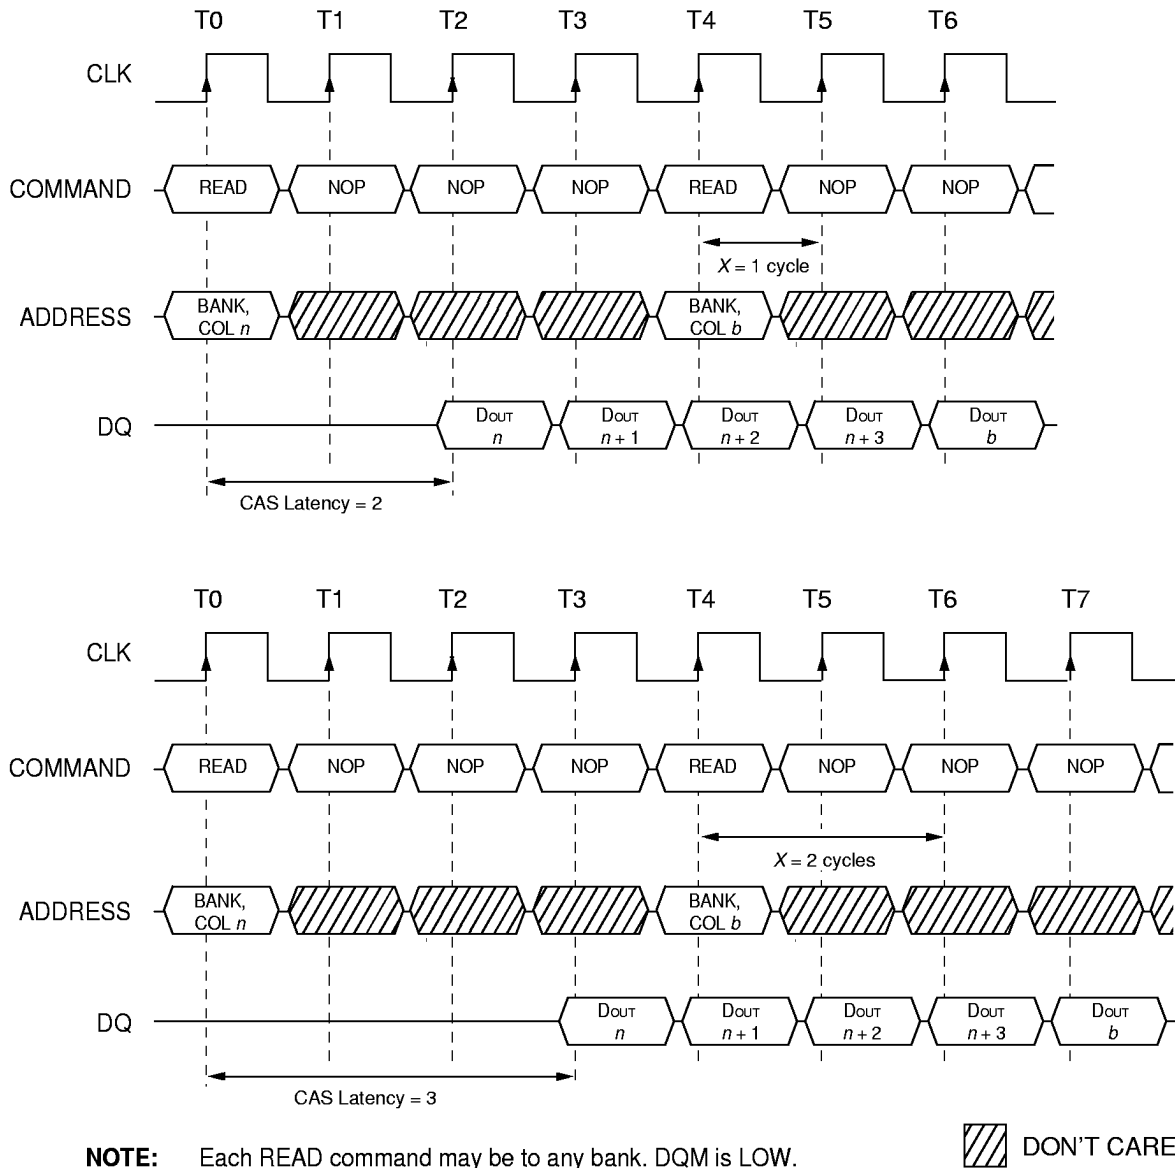 T0 T1 T2 T3 T4 T5 T6
CLK
COMMAND READ NOP NOP NOP READ NOP NOP
X = 1 cycle
ADDRESS BANK, COL n BANK, COL b
DQ DOUT n DOUT n + 1 DOUT n + 2 DOUT n + 3 DOUT b
CAS Latency = 2
T0 T1 T2 T3 T4 T5 T6 T7
CLK
COMMAND READ NOP NOP NOP READ NOP NOP NOP
X = 2 cycles
ADDRESS BANK, COL n BANK, COL b
DQ DOUT n DOUT n + 1 DOUT n + 2 DOUT n + 3 DOUT b
CAS Latency = 3
NOTE: Each READ command may be to any bank. DQM is LOW.
DON'T CARE